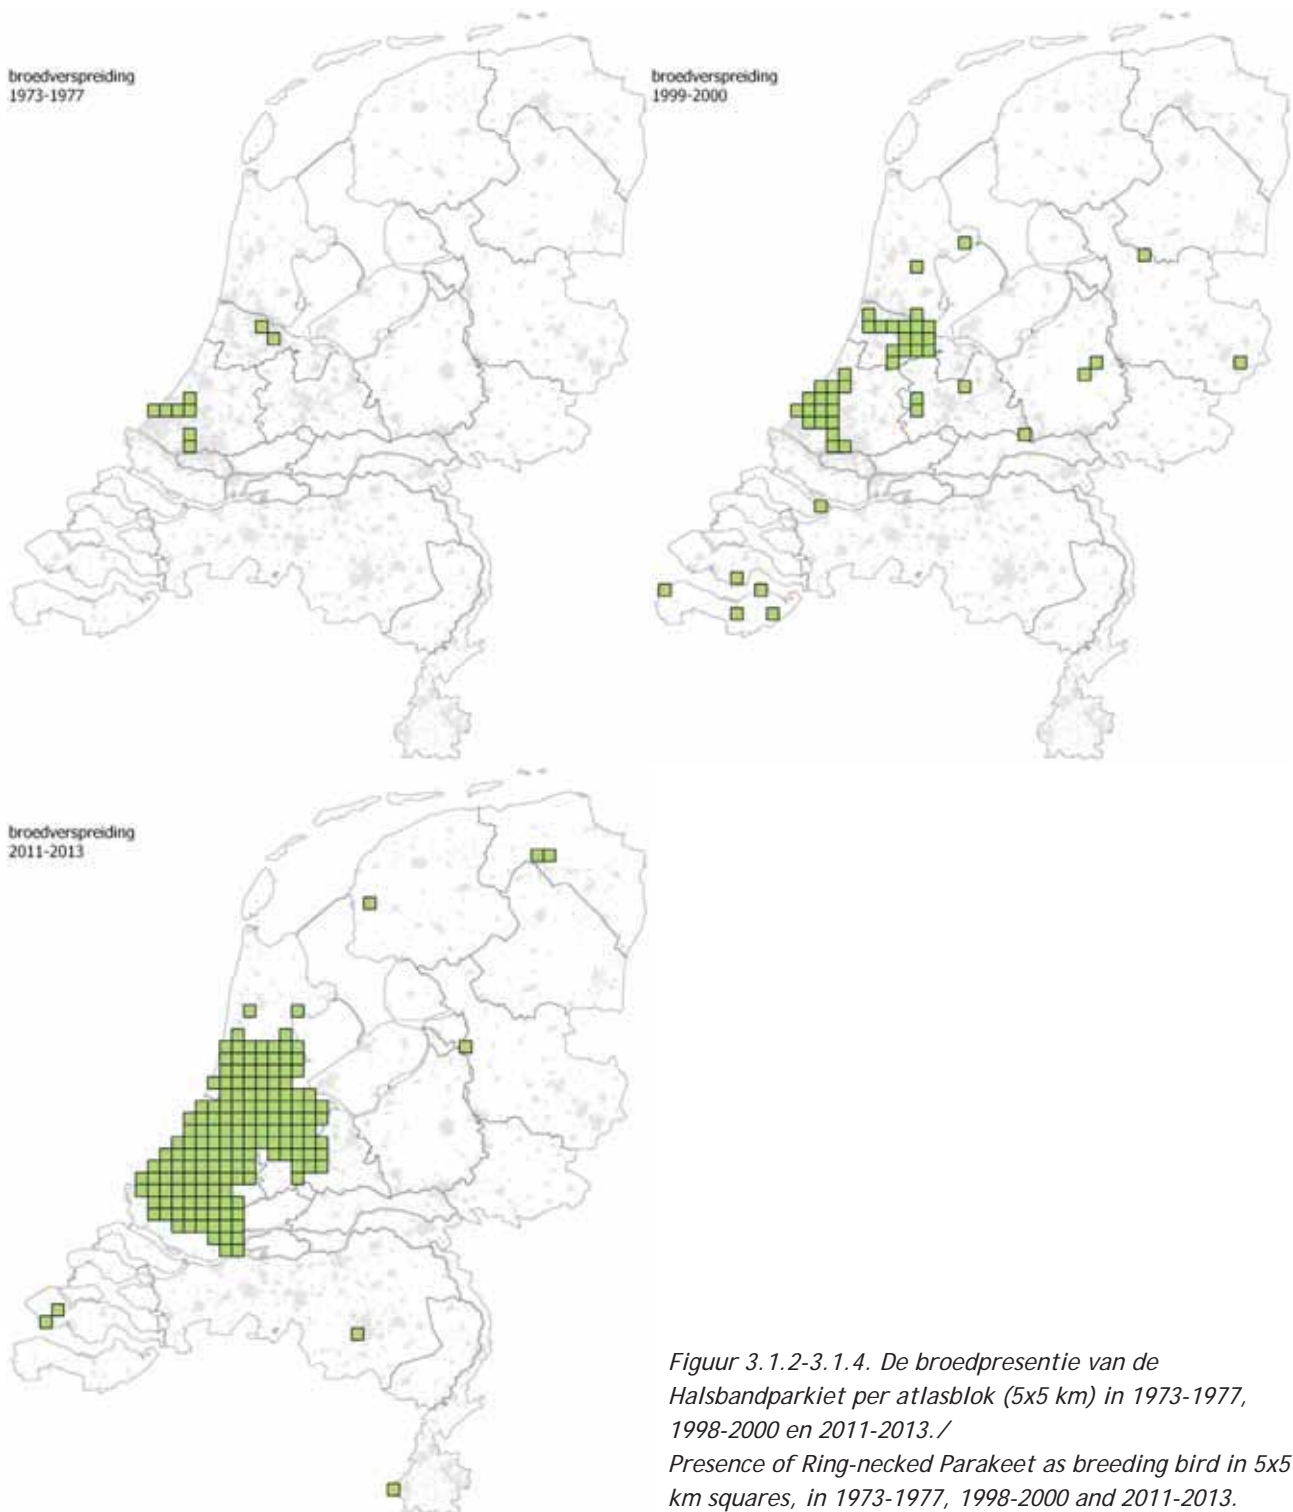 broedverspreiding
1973-1977
broedverspreiding
1999-2000
broedverspreiding
2011-2013
Figuur 3.1.2-3.1.4. De broedpresentie van de
Halsbandparkiet per atlasblok (5x5 km) in 1973-1977,
1998-2000 en 2011-2013./
Presence of Ring-necked Parakeet as breeding bird in 5x5
km squares, in 1973-1977, 1998-2000 and 2011-2013.